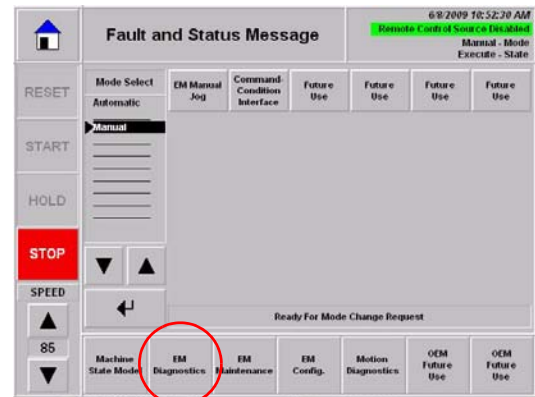 Fault and Status Message
6/8/2009 10:52:20 AM
Remote Control Source Disabled
Manual - Mode
Execute - State
RESET
START
HOLD
STOP
SPEED
85
Mode Select
Automatic
Manual
EM Manual
Jog
Command-
Condition
Interface
Future
Use
Future
Use
Future
Use
Future
Use
Ready For Mode Change Request
Machine
State Model
EM
Diagnostics
EM
Maintenance
EM
Config.
Motion
Diagnostics
OEM
Future
Use
OEM
Future
Use